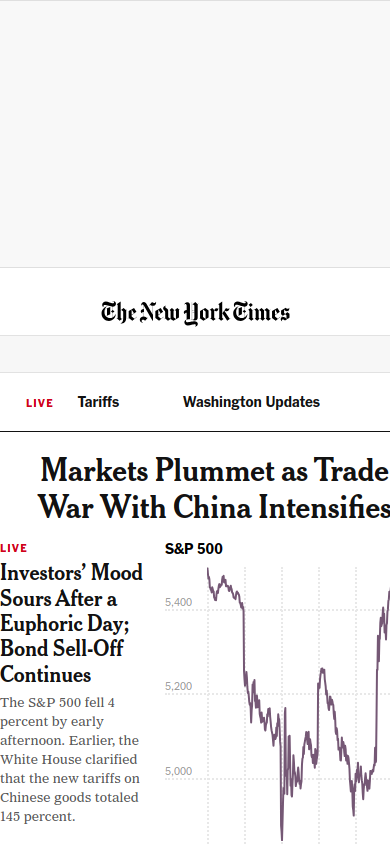 The New York Times
LIVE
Tariffs
Washington Updates
Markets Plummet as Trade
War With China Intensifies
LIVE
Investors’ Mood
Sours After a
Euphoric Day;
Bond Sell-Off
Continues
The S&P 500 fell 4
percent by early
afternoon. Earlier, the
White House clarified
that the new tariffs on
Chinese goods totaled
145 percent.
S&P 500
5,400
5,200
5,000